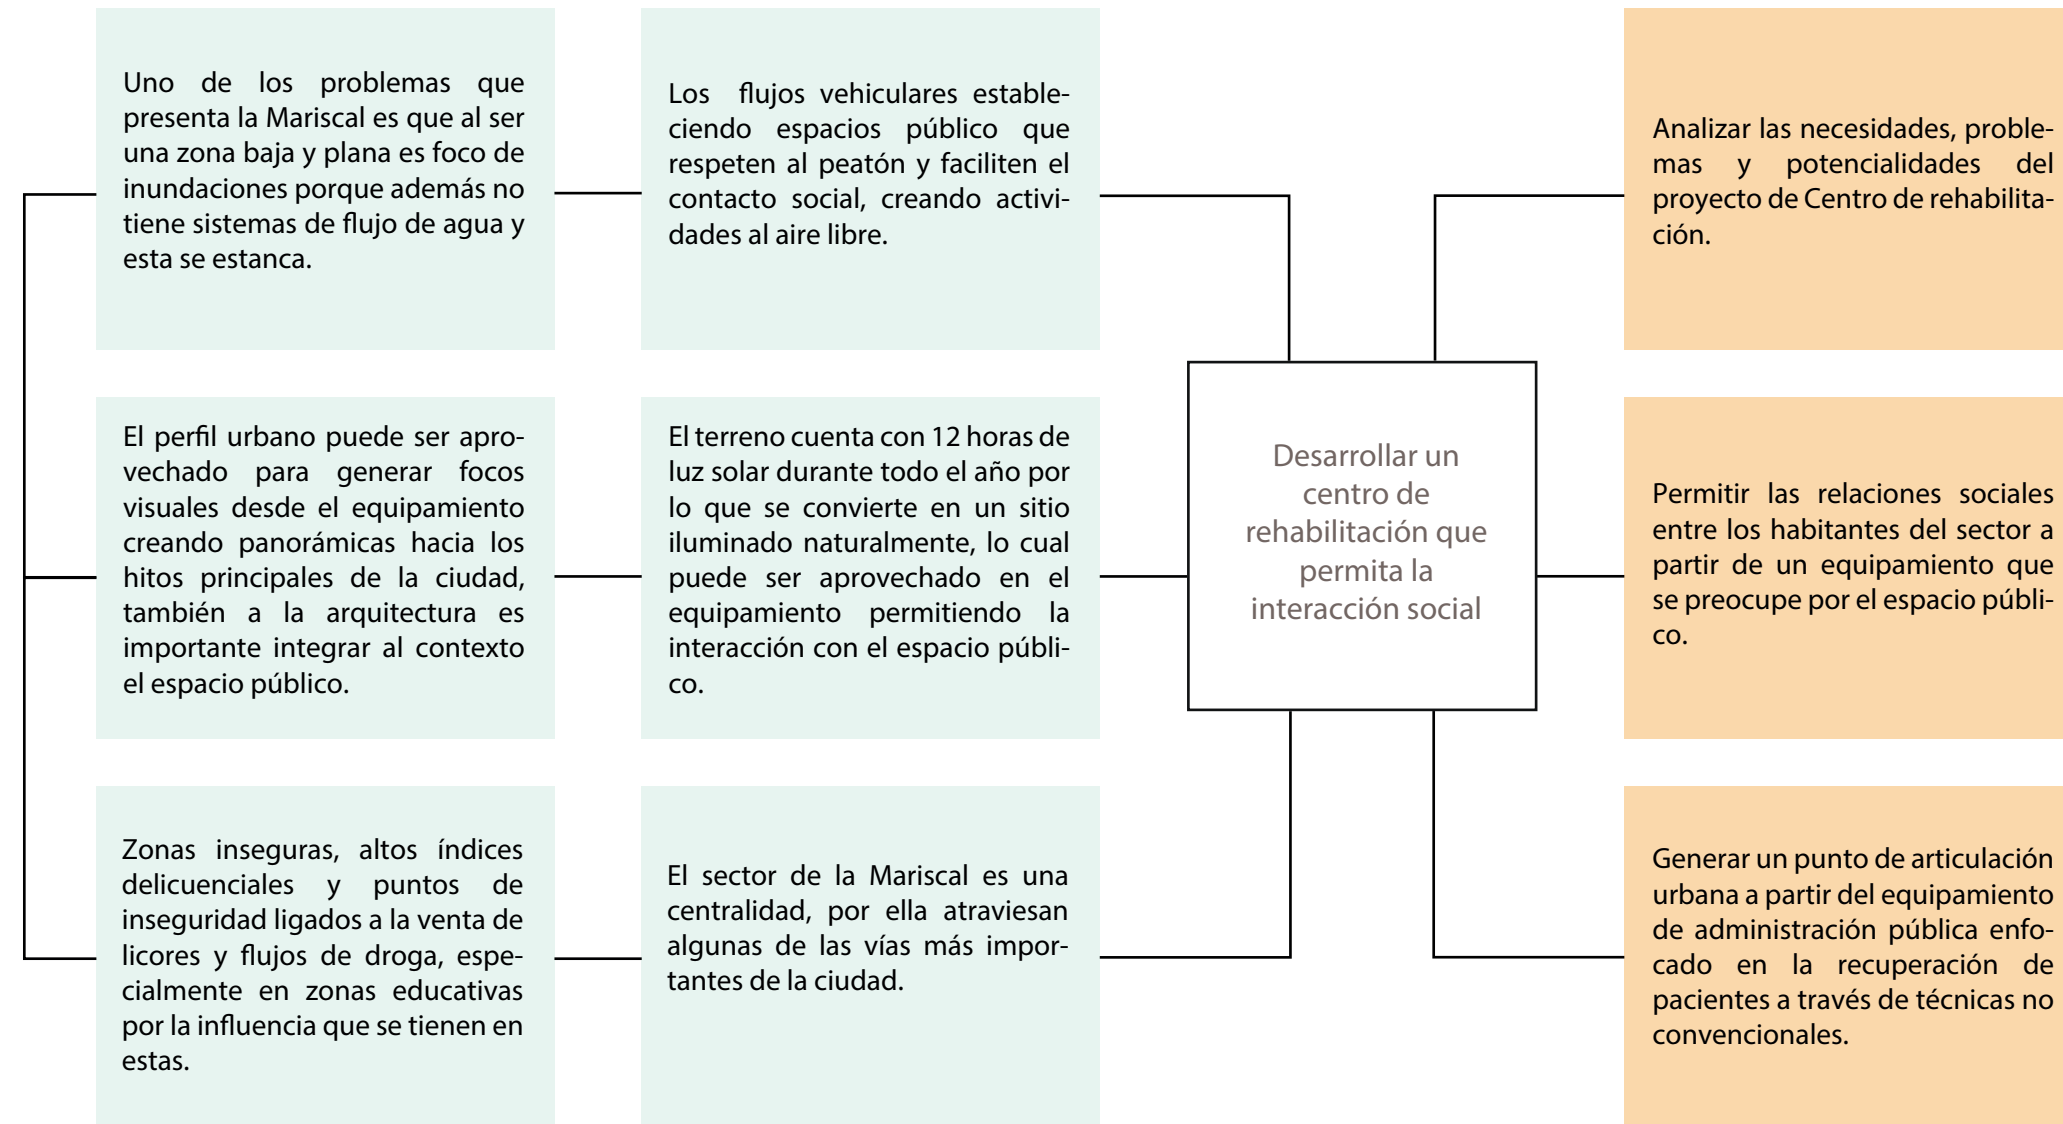 Uno de los problemas que
presenta la Mariscal es que al ser
una zona baja y plana es foco de
inundaciones porque además no
tiene sistemas de flujo de agua y
esta se estanca.
Los flujos vehiculares estable-
ciendo espacios público que
respeten al peatón y faciliten el
contacto social, creando activi-
dades al aire libre.
Analizar las necesidades, proble-
mas y potencialidades del
proyecto de Centro de rehabilita-
ción.
El perfil urbano puede ser apro-
vechado para generar focos
visuales desde el equipamiento
creando panorámicas hacia los
hitos principales de la ciudad,
también a la arquitectura es
importante integrar al contexto
el espacio público.
El terreno cuenta con 12 horas de
luz solar durante todo el año por
lo que se convierte en un sitio
iluminado naturalmente, lo cual
puede ser aprovechado en el
equipamiento permitiendo la
interacción con el espacio públi-
co.
Desarrollar un
centro de
rehabilitación que
permita la
interacción social
Permitir las relaciones sociales
entre los habitantes del sector a
partir de un equipamiento que
se preocupe por el espacio públi-
co.
Zonas inseguras, altos índices
delicuenciales y puntos de
inseguridad ligados a la venta de
licores y flujos de droga, espe-
cialmente en zonas educativas
por la influencia que se tienen en
estas.
El sector de la Mariscal es una
centralidad, por ella atraviesan
algunas de las vías más impor-
tantes de la ciudad.
Generar un punto de articulación
urbana a partir del equipamiento
de administración pública enfo-
cado en la recuperación de
pacientes a través de técnicas no
convencionales.